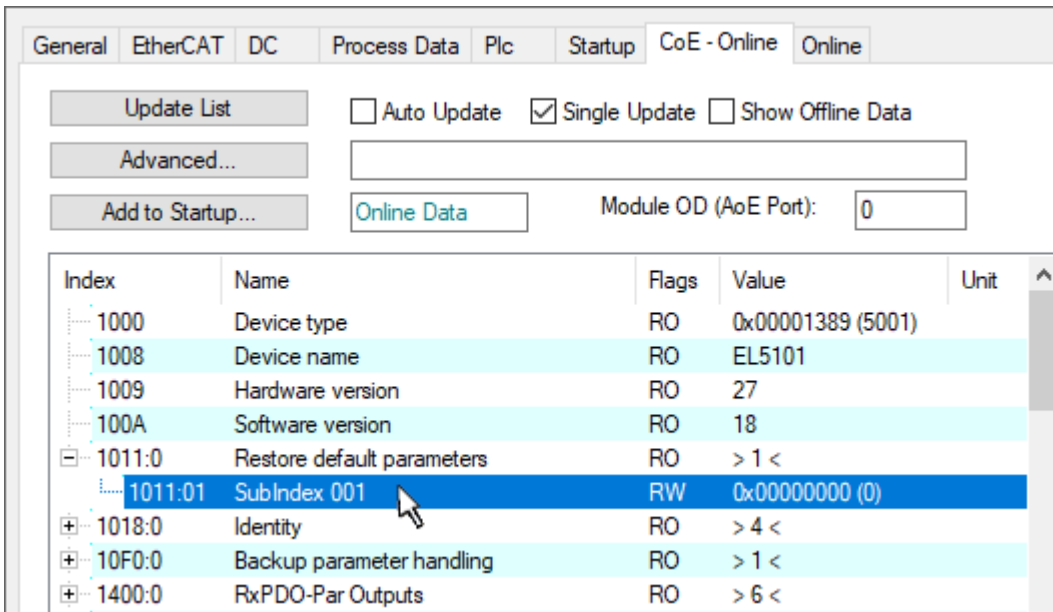 General EtherCAT DC Process Data Plc Startup CoE - Online Online
Update List Auto Update Single Update Show Offline Data
Advanced...
Add to Startup... Online Data Module OD (AoE Port): 0
Index Name Flags Value Unit
1000 Device type RO 0x00001389 (5001)
1008 Device name RO EL5101
1009 Hardware version RO 27
100A Software version RO 18
1011:0 Restore default parameters RO > 1 <
1011:01 SubIndex 001 RW 0x00000000 (0)
1018:0 Identity RO > 4 <
10F0:0 Backup parameter handling RO > 1 <
1400:0 RxPDO-Par Outputs RO > 6 <